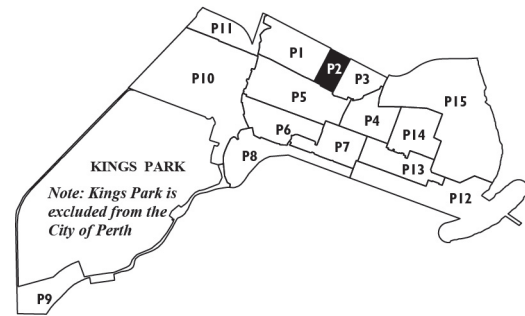 P11
P1
P2
P3
P10
P15
P5
P4
P14
P6
P7
P8
P13
KINGS PARK
Note: Kings Park is
excluded from the
City of Perth
P12
P9